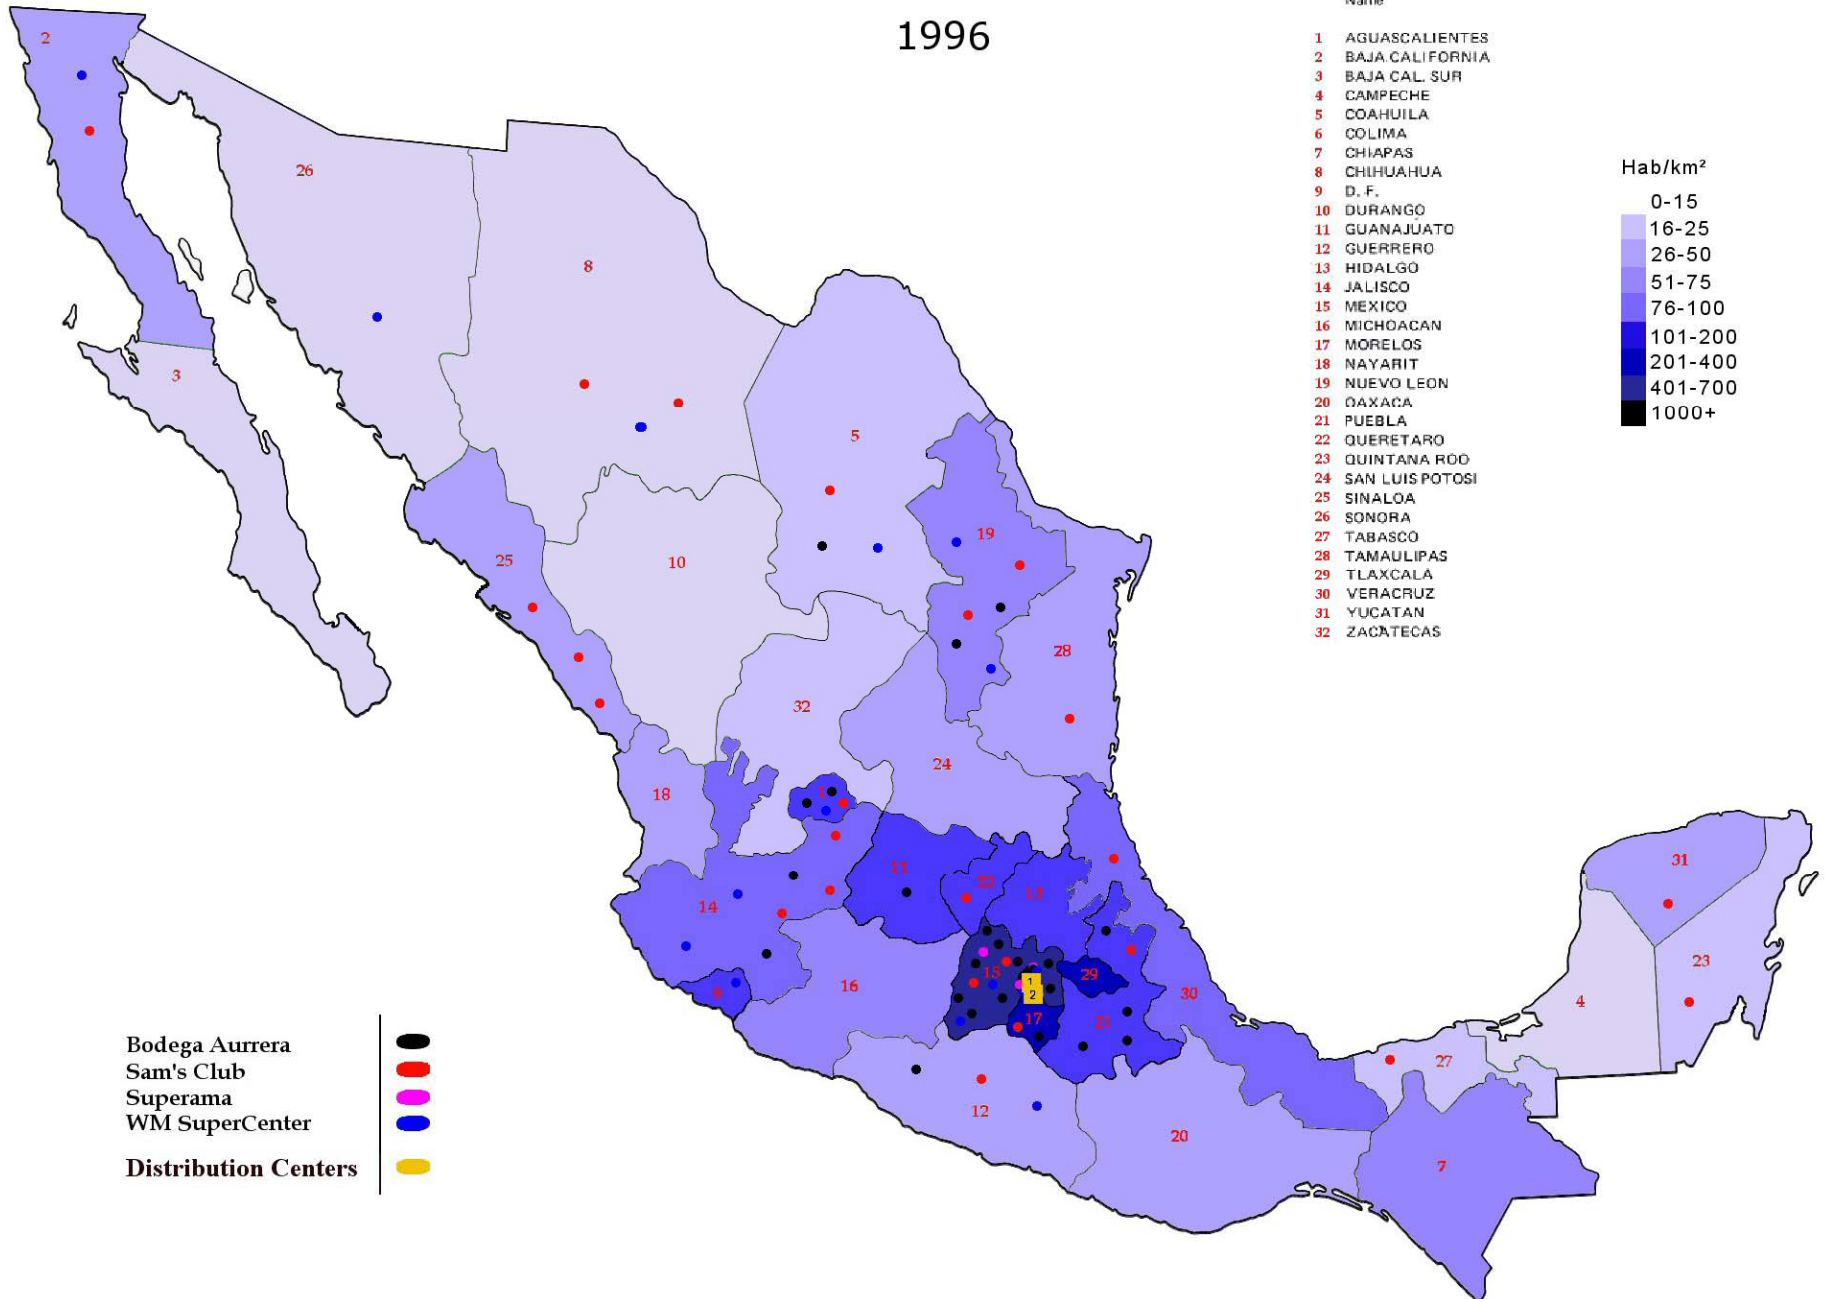 1996
Name
1 AGUASCALIENTES
2 BAJA CALIFORNIA
3 BAJA CAL. SUR
4 CAMPECHE
5 COAHUILA
6 COLIMA
7 CHIAPAS
8 CHIHUAHUA
9 D. F.
10 DURANGO
11 GUANAJUATO
12 GUERRERO
13 HIDALGO
14 JALISCO
15 MEXICO
16 MICHOACAN
17 MORELOS
18 NAYARIT
19 NUEVO LEON
20 OAXACA
21 PUEBLA
22 QUERETARO
23 QUINTANA ROO
24 SAN LUIS POTOSI
25 SINALOA
26 SONORA
27 TABASCO
28 TAMAULIPAS
29 TLAXCALA
30 VERACRUZ
31 YUCATAN
32 ZACATECAS
Hab/km²
0-15
16-25
26-50
51-75
76-100
101-200
201-400
401-700
1000+
2
26
8
3
5
19
25
10
28
32
24
18
1
11
22
13
14
31
15
29
23
16
6
1
2
30
4
17
21
27
12
20
7
Bodega Aurrera
Sam's Club
Superama
WM SuperCenter
Distribution Centers